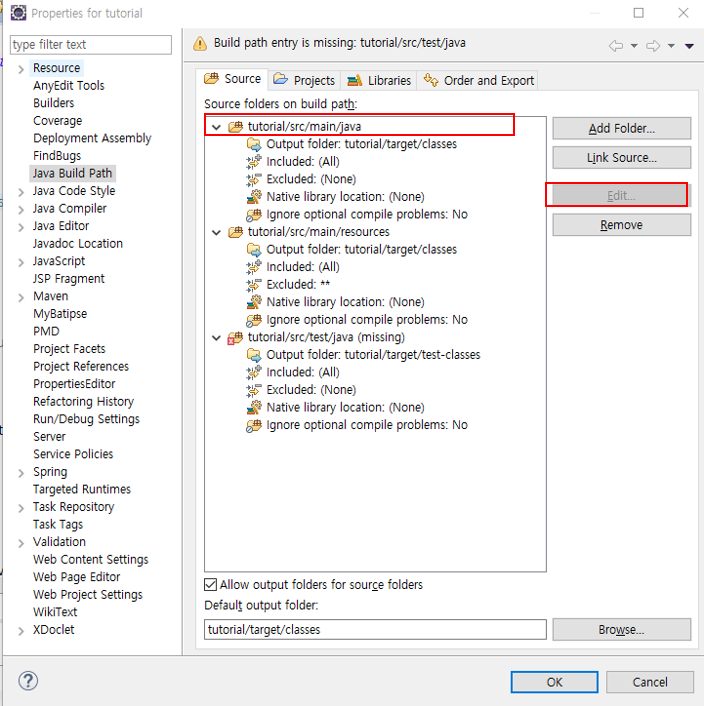 Properties for tutorial
type filter text
Resource
AnyEdit Tools
Builders
Coverage
Deployment Assembly
FindBugs
Java Build Path
Java Code Style
Java Compiler
Java Editor
Javadoc Location
JavaScript
JSP Fragment
Maven
MyBatipse
PMD
Project Facets
Project References
PropertiesEditor
Refactoring History
Run/Debug Settings
Server
Service Policies
Spring
Targeted Runtimes
Task Repository
Task Tags
Validation
Web Content Settings
Web Page Editor
Web Project Settings
WikiText
XDoclet
Build path entry is missing: tutorial/src/test/java
Source Projects Libraries Order and Export
Source folders on build path:
tutorial/src/main/java
Output folder: tutorial/target/classes
Included: (All)
Excluded: (None)
Native library location: (None)
Ignore optional compile problems: No
tutorial/src/main/resources
Output folder: tutorial/target/classes
Included: (All)
Excluded: **
Native library location: (None)
Ignore optional compile problems: No
tutorial/src/test/java (missing)
Output folder: tutorial/target/test-classes
Included: (All)
Excluded: (None)
Native library location: (None)
Ignore optional compile problems: No
Add Folder...
Link Source...
Edit...
Remove
Allow output folders for source folders
Default output folder:
tutorial/target/classes
Browse...
OK
Cancel